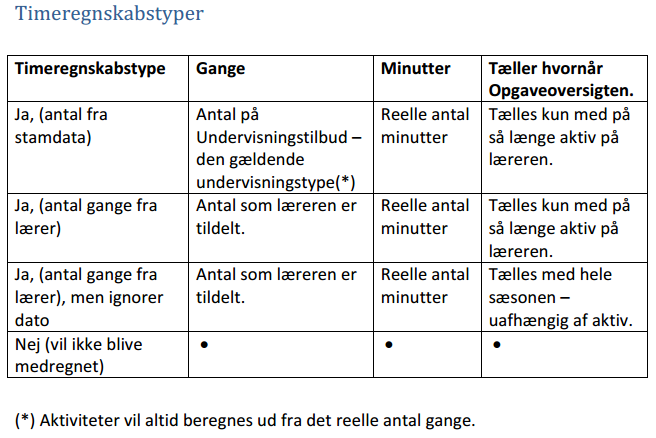 Timeregnskabstyper
Timeregnskabstype Gange Minutter Tæller hvornår
Opgaveoversigten.
Ja, (antal fra
stamdata)
Antal på
Undervisningstilbud –
den gældende
undervisningstype(*)
Reelle antal
minutter
Tælles kun med på
så længe aktiv på
læreren.
Ja, (antal gange fra
lærer)
Antal som læreren er
tildelt.
Reelle antal
minutter
Tælles kun med på
så længe aktiv på
læreren.
Ja, (antal gange fra
lærer), men ignorer
dato
Antal som læreren er
tildelt.
Reelle antal
minutter
Tælles med hele
sæsonen –
uafhængig af aktiv.
Nej (vil ikke blive
medregnet)
• • •
(*) Aktiviteter vil altid beregnes ud fra det reelle antal gange.